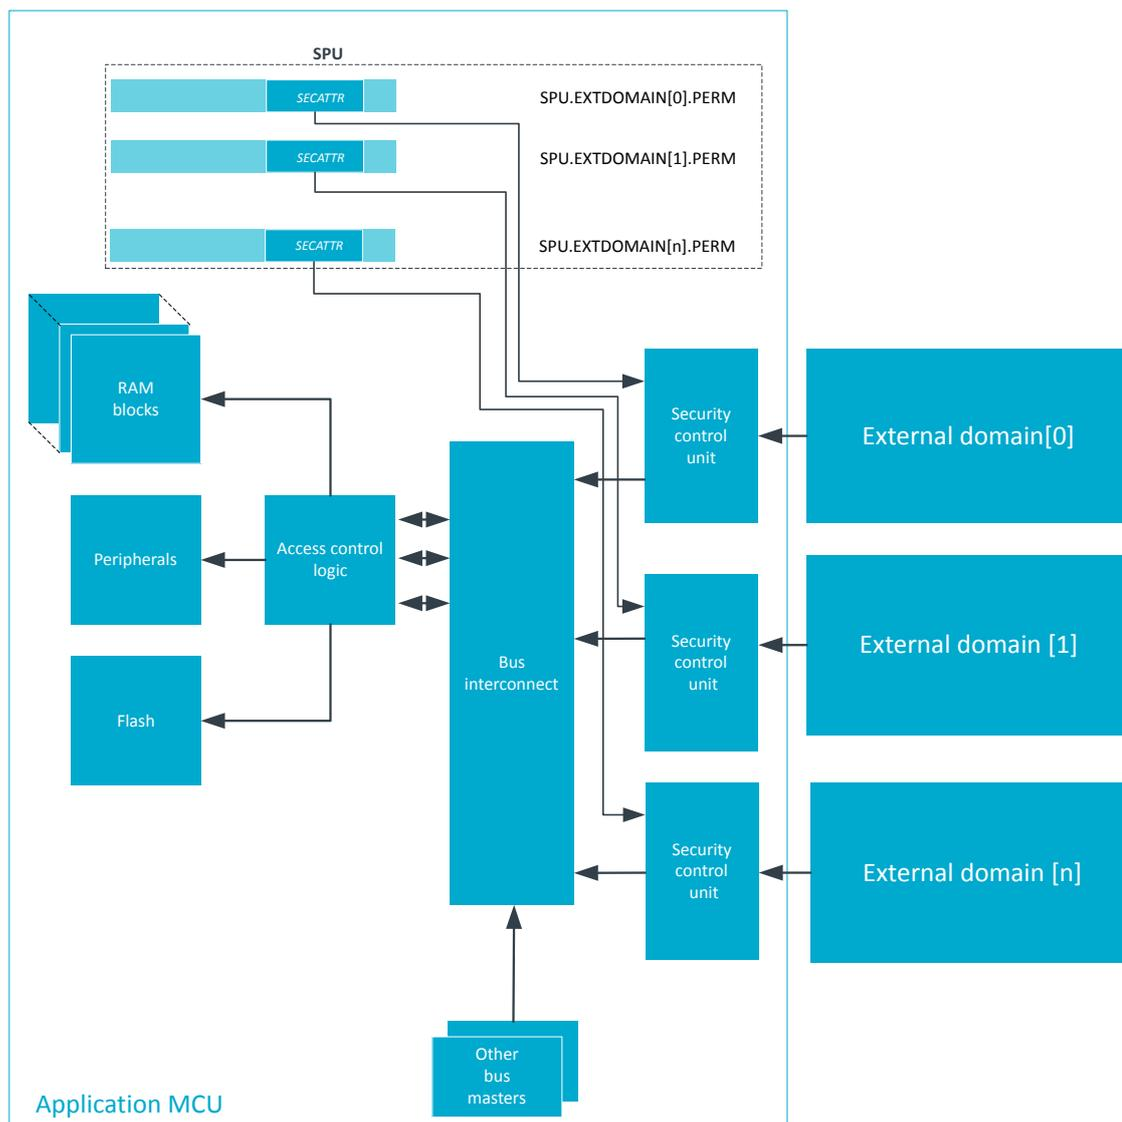 SPU
SECATTR
SPU.EXTDOMAIN[0].PERM
SECATTR
SPU.EXTDOMAIN[1].PERM
SECATTR
SPU.EXTDOMAIN[n].PERM
RAM
blocks
Security
control
unit
External domain[0]
Peripherals
Access control
logic
Bus
interconnect
Security
control
unit
External domain [1]
Flash
Security
control
unit
External domain [n]
Other
bus
masters
Application MCU